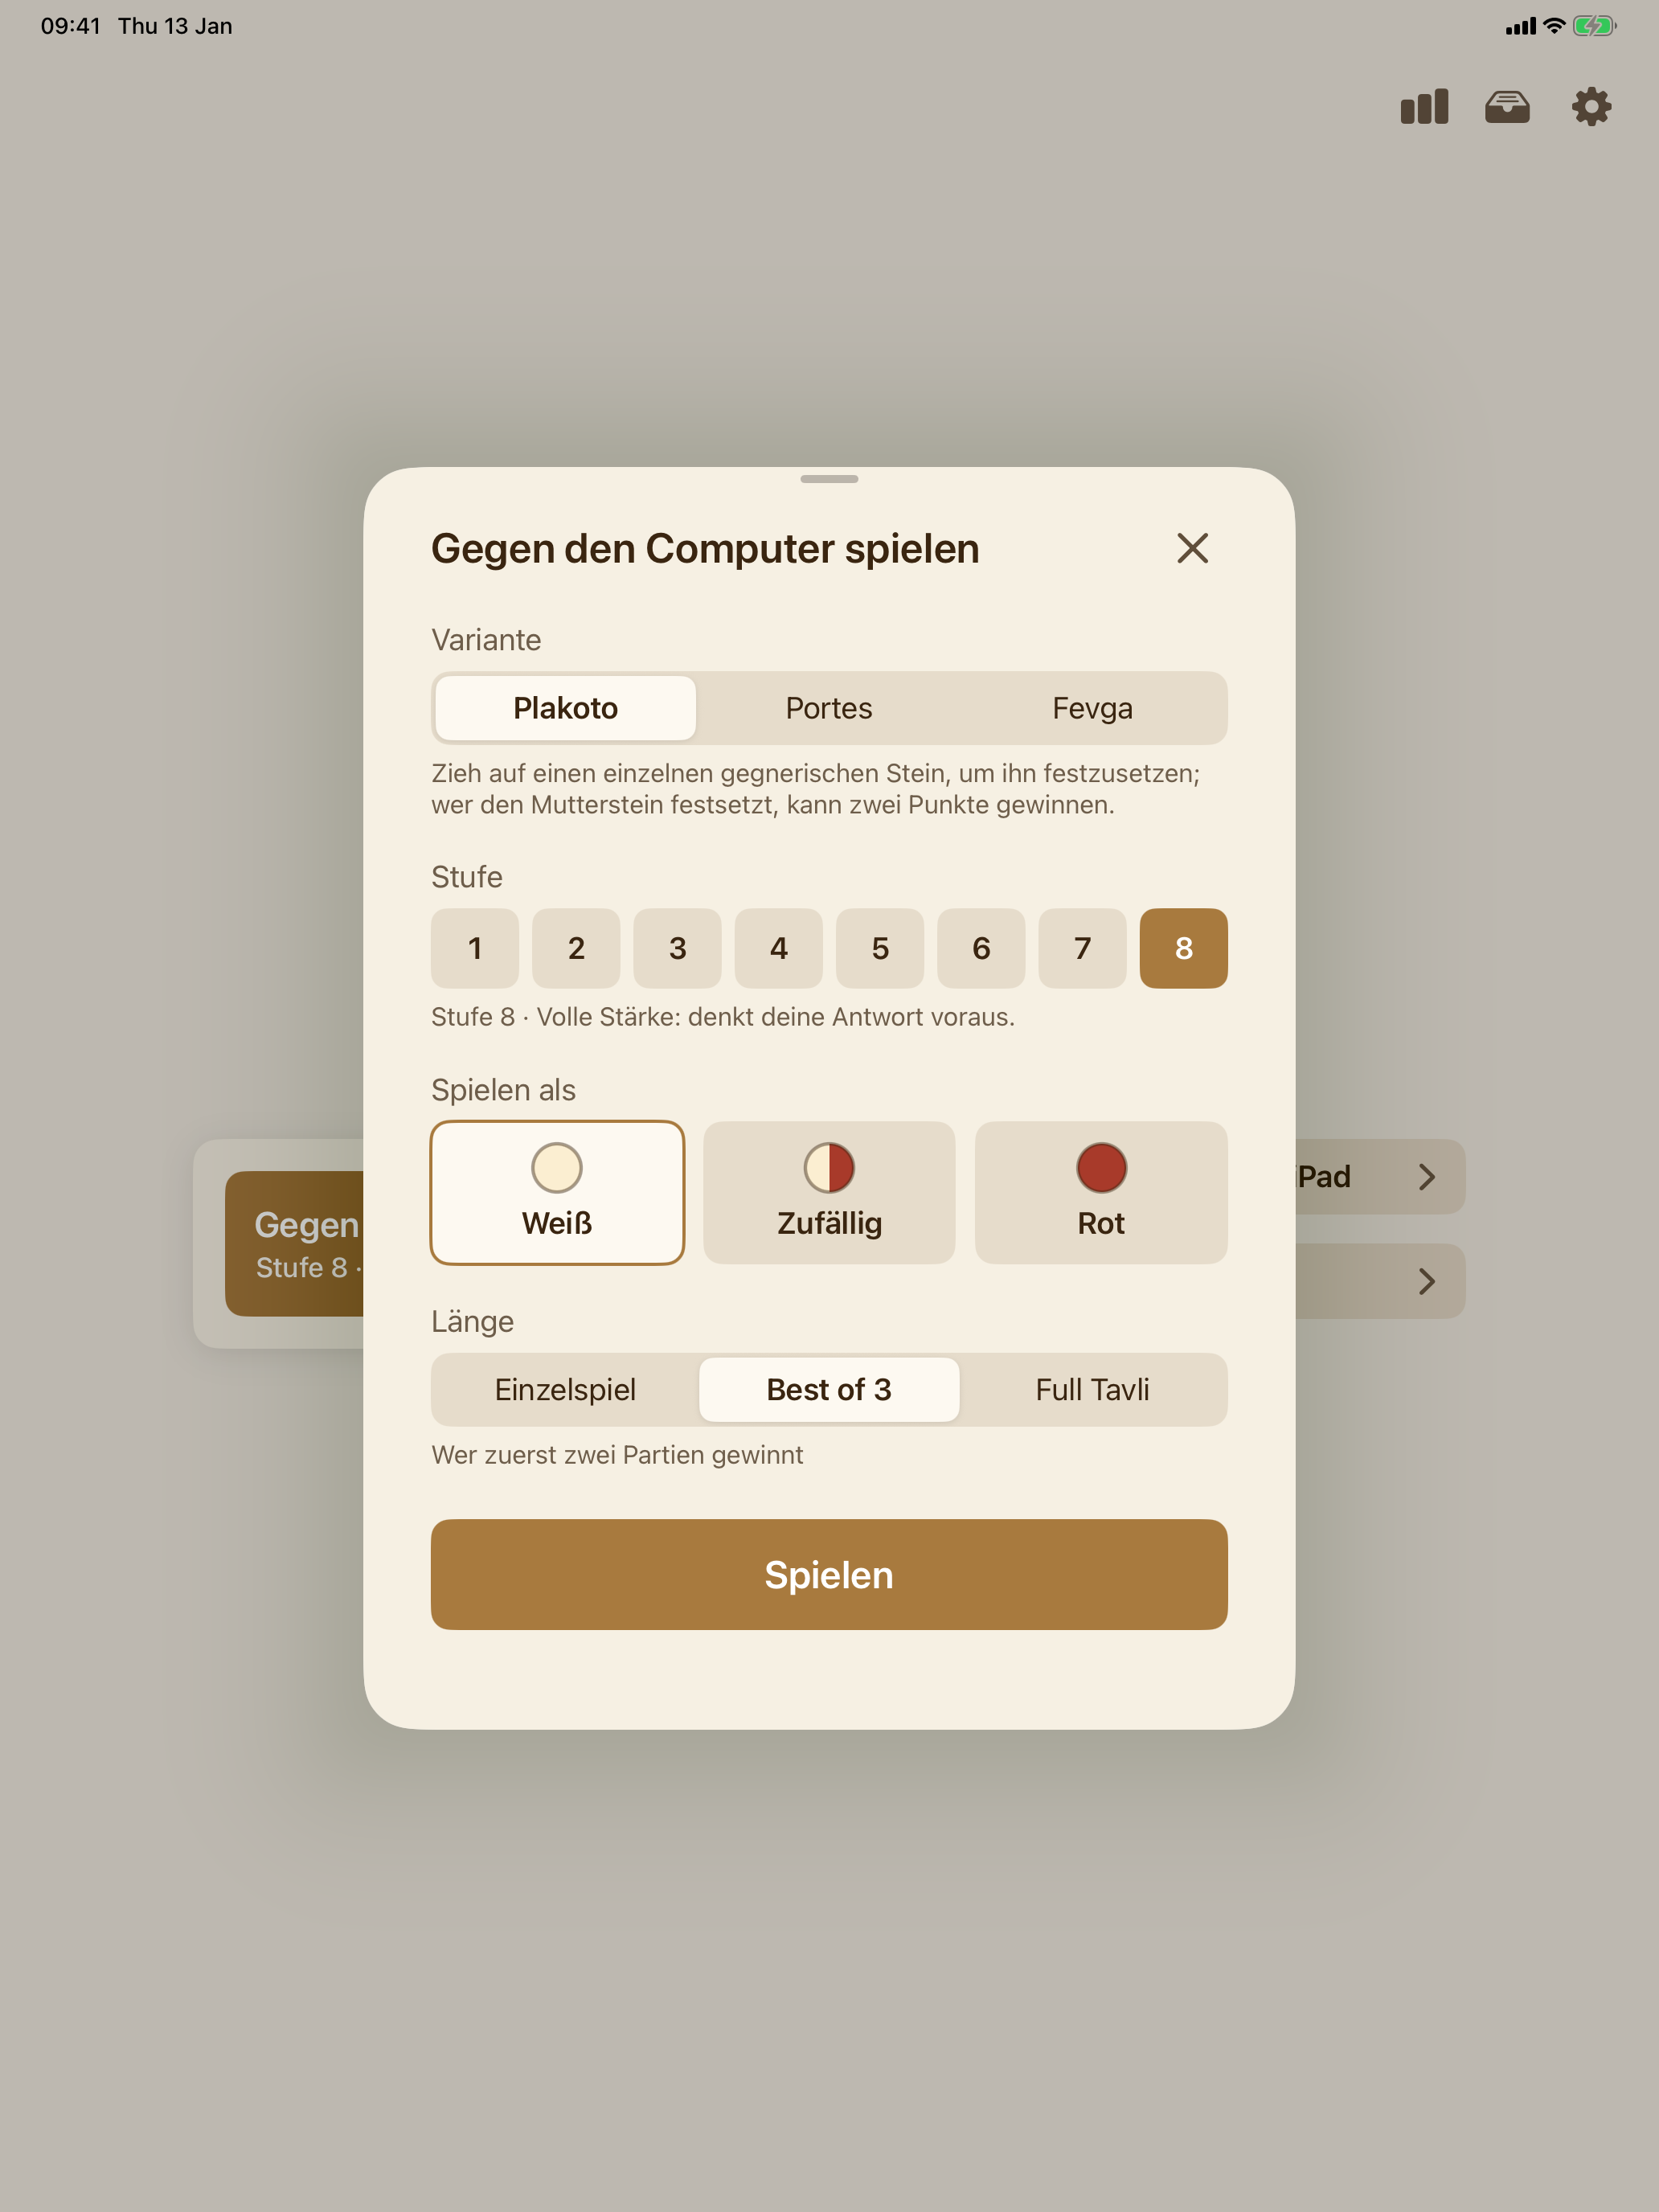 09:41 Thu 13 Jan
Gegen den Computer spielen
Variante
Plakoto Portes Fevga
Zieh auf einen einzelnen gegnerischen Stein, um ihn festzusetzen;
wer den Mutterstein festsetzt, kann zwei Punkte gewinnen.
Stufe
1 2 3 4 5 6 7 8
Stufe 8 · Volle Stärke: denkt deine Antwort voraus.
Spielen als
Weiß Zufällig Rot
iPad
Gegen
Stufe 8 ·
Länge
Einzelspiel Best of 3 Full Tavli
Wer zuerst zwei Partien gewinnt
Spielen